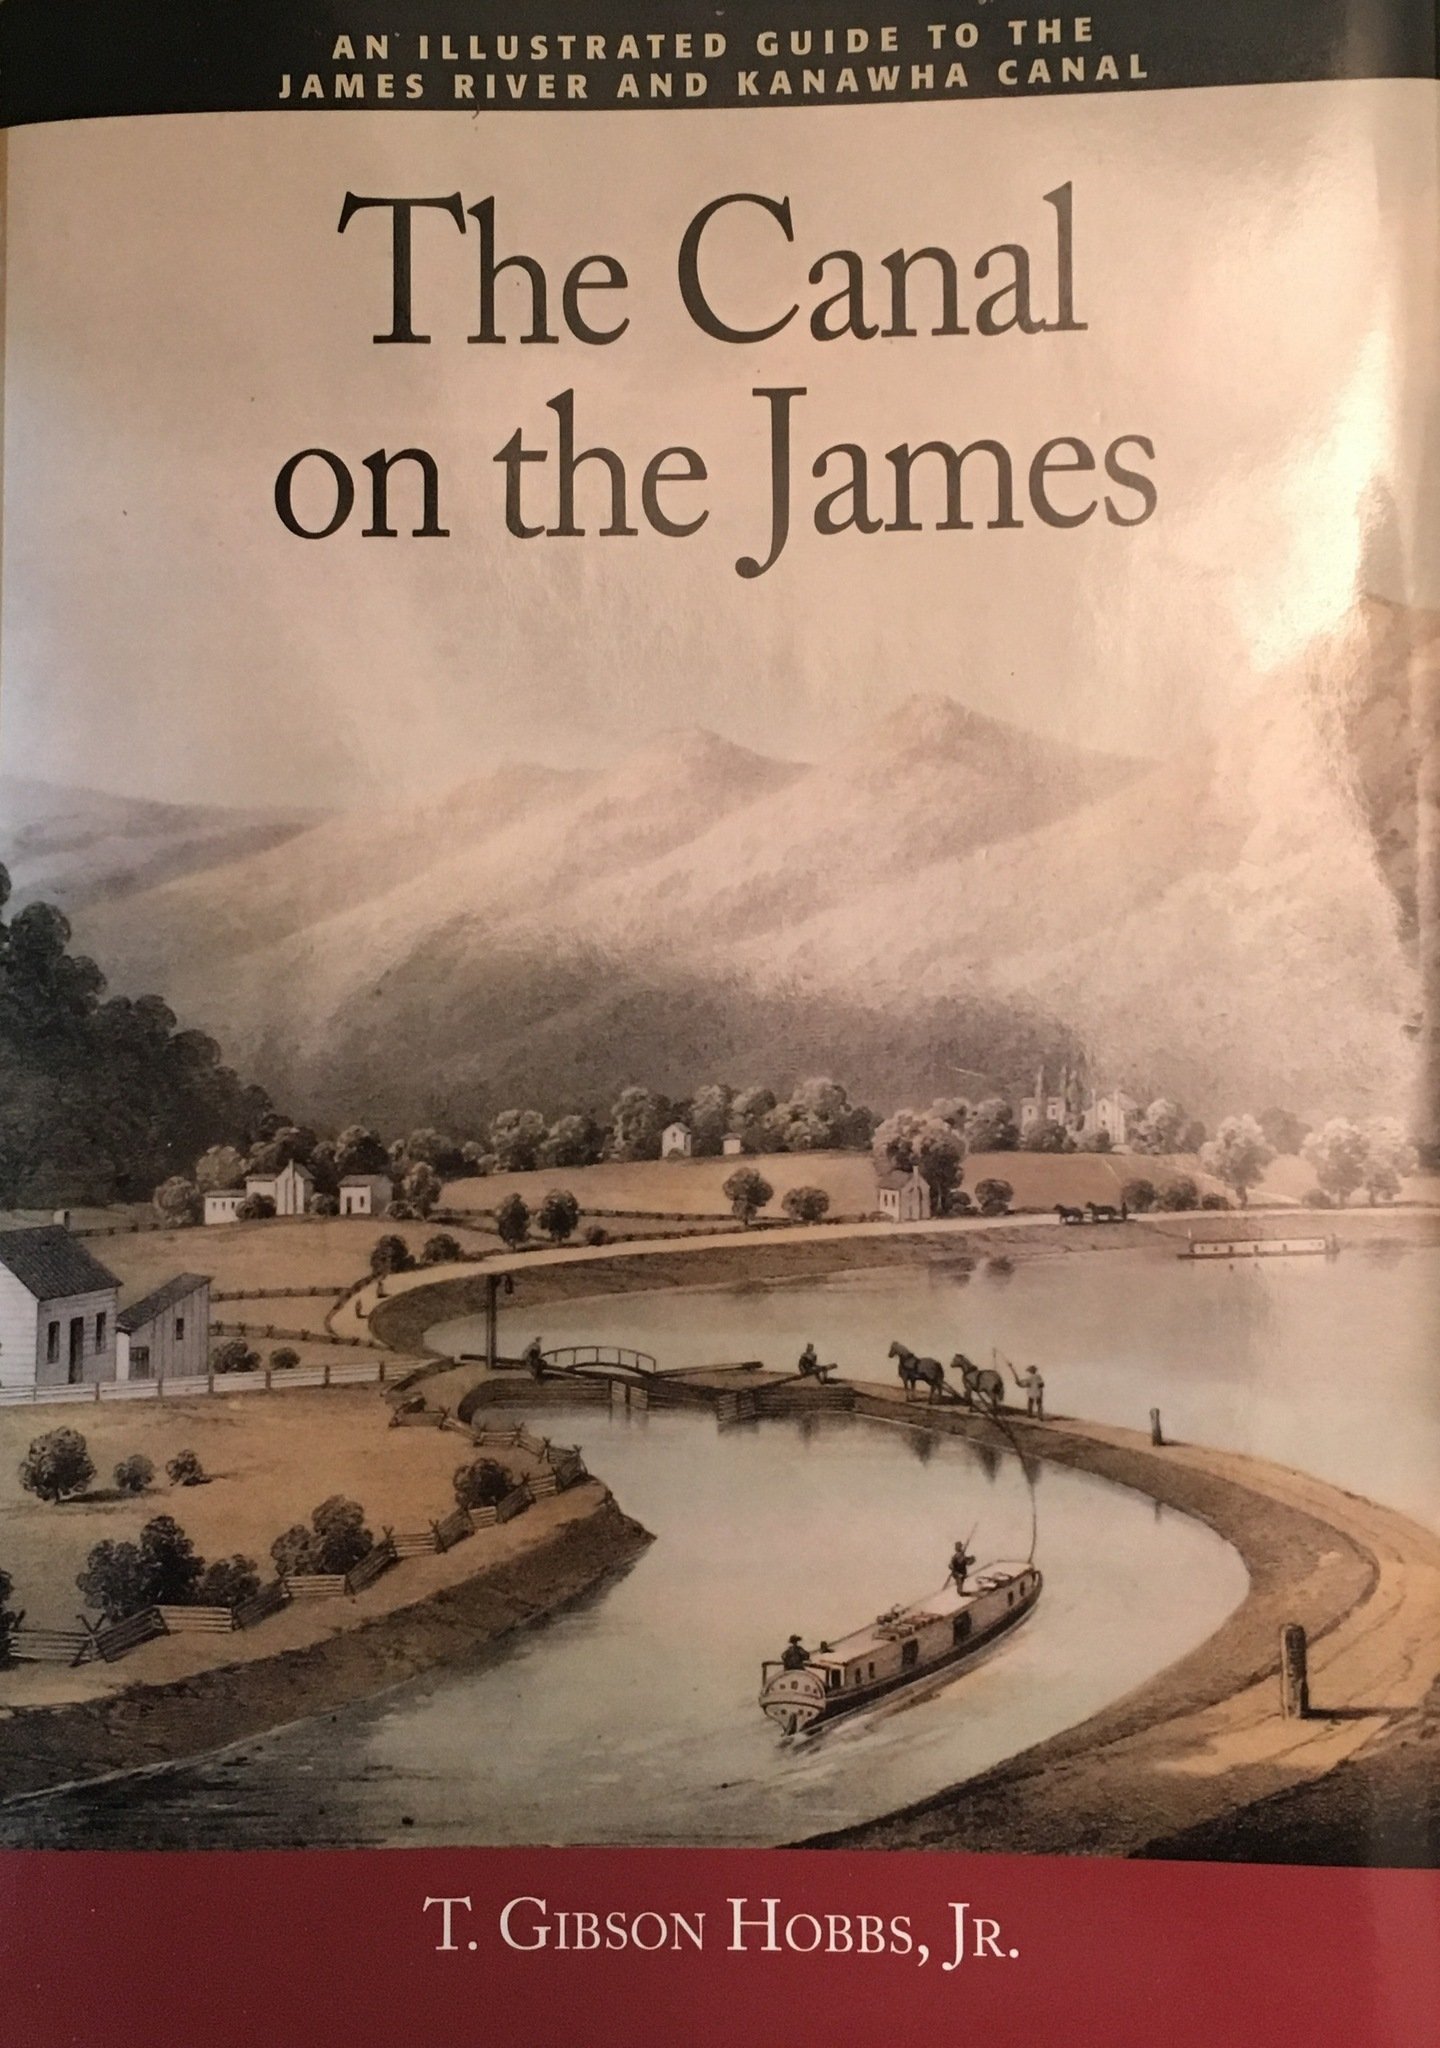 AN ILLUSTRATED GUIDE TO THE
JAMES RIVER AND KANAWHA CANAL
The Canal
on the James
T. GIBSON HOBBS, JR.